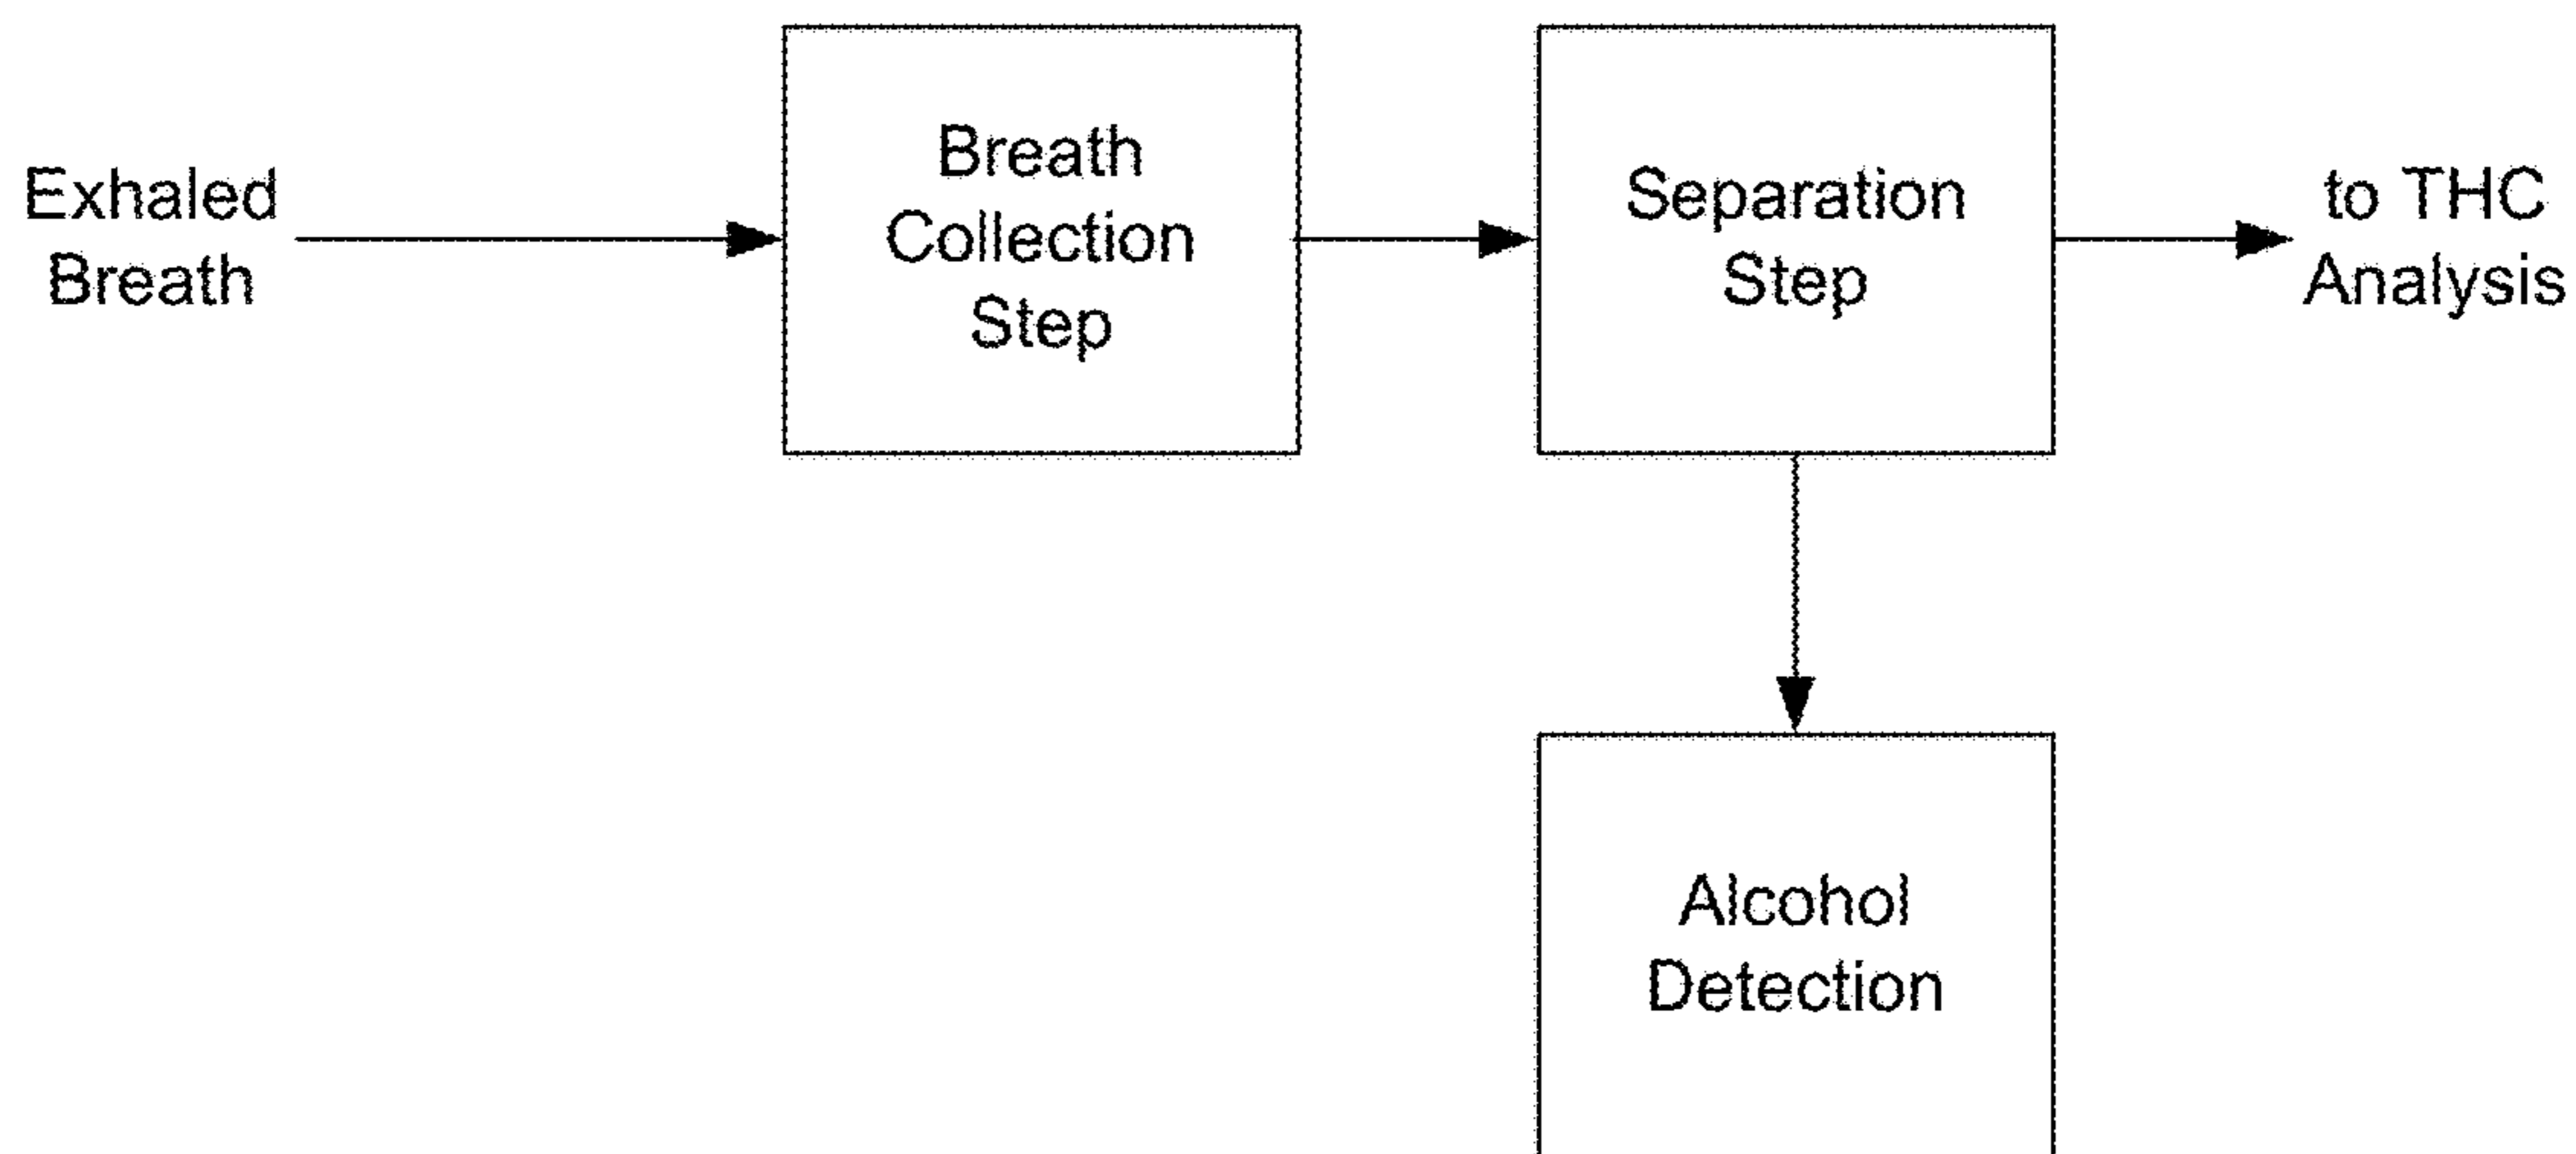 Exhaled
Breath
Breath
Collection
Step
Separation
Step
to THC
Analysis
Alcohol
Detection